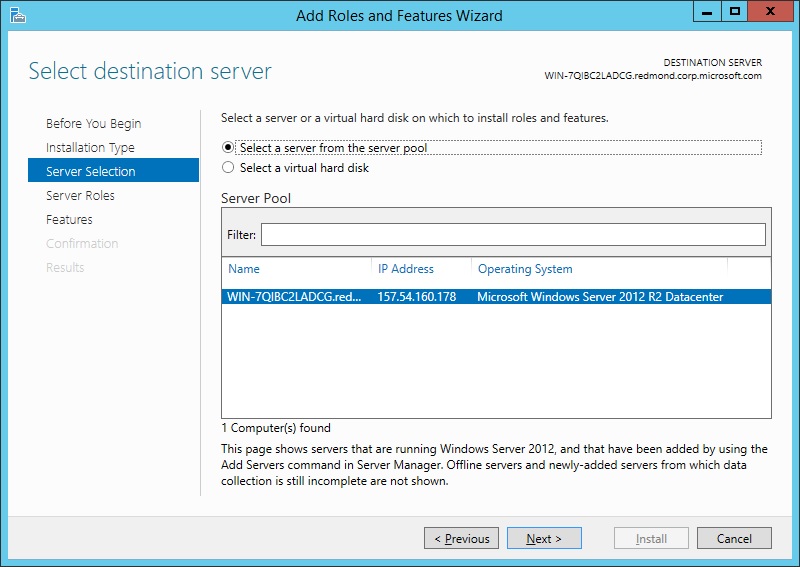 Add Roles and Features Wizard
Select destination server
DESTINATION SERVER
WIN-7QIBC2LADCG.redmond.corp.microsoft.com
Before You Begin
Installation Type
Server Selection
Server Roles
Features
Confirmation
Results
Select a server or a virtual hard disk on which to install roles and features.
Select a server from the server pool
Select a virtual hard disk
Server Pool
Filter:
Name IP Address Operating System
WIN-7QIBC2LADCG.red... 157.54.160.178 Microsoft Windows Server 2012 R2 Datacenter
1 Computer(s) found
This page shows servers that are running Windows Server 2012, and that have been added by using the
Add Servers command in Server Manager. Offline servers and newly-added servers from which data
collection is still incomplete are not shown.
< Previous Next > Install Cancel